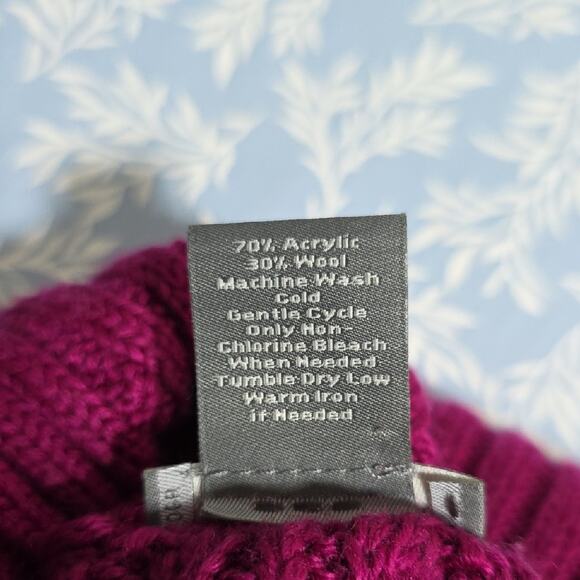 70% Acrylic
30% Wool
Machine Wash
Cold
Gentle Cycle
Only Non-
Chlorine Bleach
When Needed
Tumble Dry Low
Warm Iron
if Needed